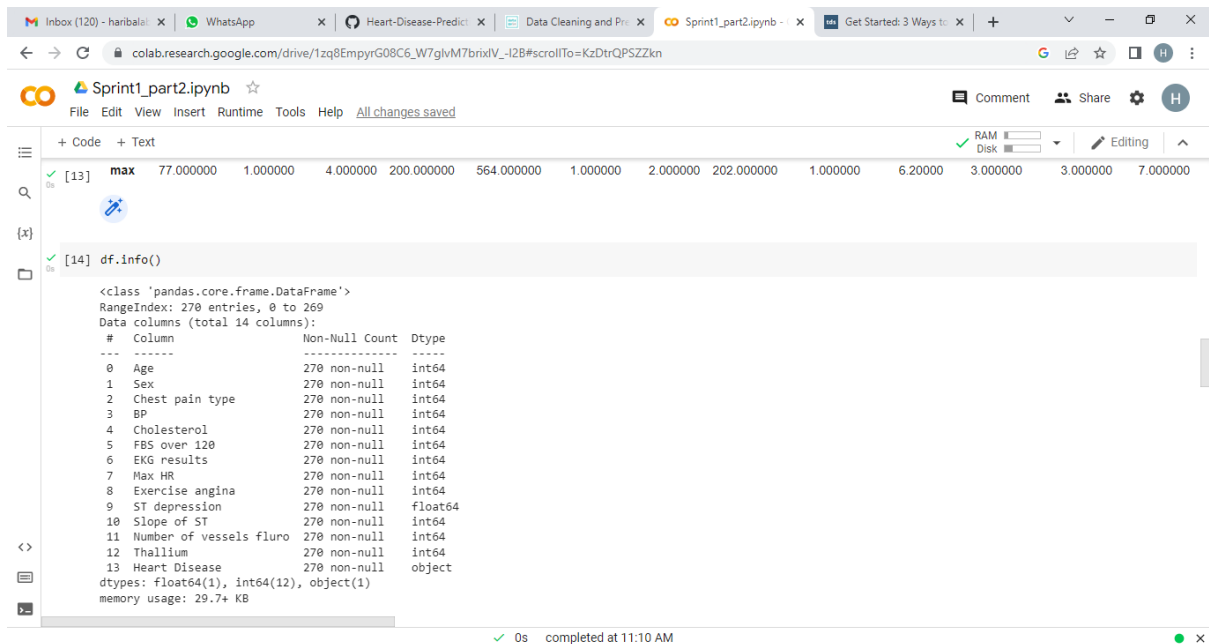 Inbox (120) - haribalab
WhatsApp
Heart-Disease-Predict
Data Cleaning and Pre
Sprint1_part2.ipynb -
Get Started: 3 Ways to
colab.research.google.com/drive/1zq8EmpyrG08C6_W7glvM7brixlV_-I2B#scrollTo=KzDtrQPSZZkn
Sprint1_part2.ipynb
File Edit View Insert Runtime Tools Help All changes saved
Comment Share H
+ Code + Text
RAM
Disk
Editing
[13] max 77.000000 1.000000 4.000000 200.000000 564.000000 1.000000 2.000000 202.000000 1.000000 6.20000 3.000000 3.000000 7.000000
0s
{x}
[14] df.info()
0s
<class 'pandas.core.frame.DataFrame'>
RangeIndex: 270 entries, 0 to 269
Data columns (total 14 columns):
# Column Non-Null Count Dtype
--- ------ -------------- -----
0 Age 270 non-null int64
1 Sex 270 non-null int64
2 Chest pain type 270 non-null int64
3 BP 270 non-null int64
4 Cholesterol 270 non-null int64
5 FBS over 120 270 non-null int64
6 EKG results 270 non-null int64
7 Max HR 270 non-null int64
8 Exercise angina 270 non-null int64
9 ST depression 270 non-null float64
10 Slope of ST 270 non-null int64
11 Number of vessels fluro 270 non-null int64
12 Thallium 270 non-null int64
13 Heart Disease 270 non-null object
dtypes: float64(1), int64(12), object(1)
memory usage: 29.7+ KB
0s completed at 11:10 AM